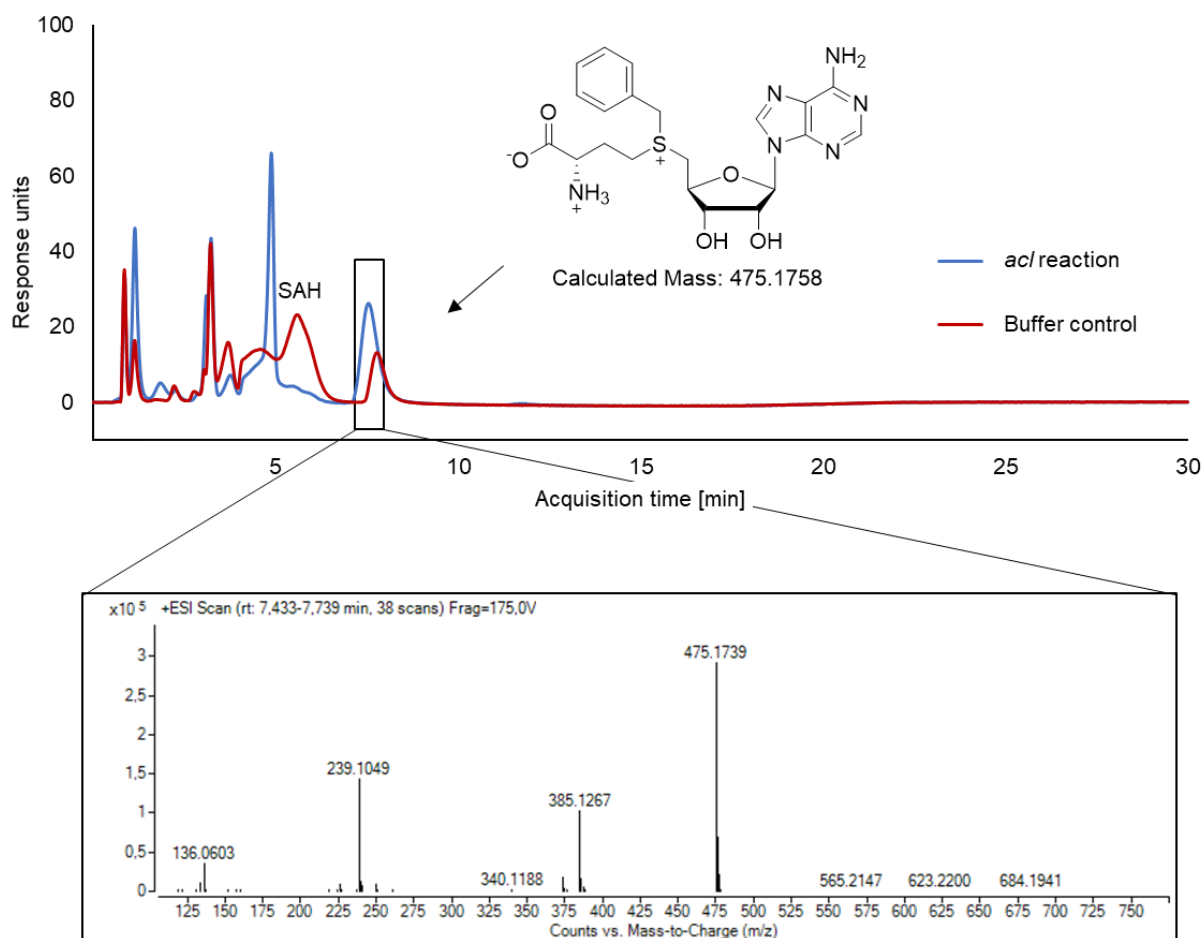 100
80
60
40
20
0
Response units
SAH
NH2
N
N
N
N
O
-O
NH3
+
S
+
O
OH OH
Calculated Mass: 475.1758
acl reaction
Buffer control
5 10 15 20 25 30
Acquisition time [min]
x10 5 +ESI Scan (rt: 7,433-7,739 min, 38 scans) Frag=175,0V
3
2,5
2
1,5
1
0,5
0
475.1739
239.1049
385.1267
136.0603
340.1188
565.2147 623.2200 684.1941
125 150 175 200 225 250 275 300 325 350 375 400 425 450 475 500 525 550 575 600 625 650 675 700 725 750
Counts vs. Mass-to-Charge (m/z)